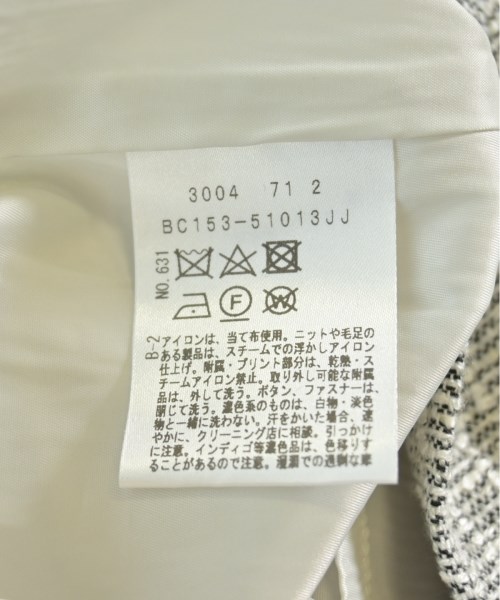 3004 71 2
BC153-51013JJ
NO.631
F
W
B-2
アイロンは、当て布使用。ニットや毛足の
ある製品は、スチームでの浮かしアイロン
仕上げ。附属・プリント部分は、乾熱・ス
チームアイロン禁止。取り外し可能な附属
品は、外して洗う。ボタン、ファスナーは、
閉じて洗う。濃色系のものは、白物・淡色
物と一緒に洗わない。汗をかいた場合、速
やかに、クリーニング店に相談。引っかけ
に注意。インディゴ等濃色品は、色移りす
ることがあるので注意。湿潤での過剰な摩